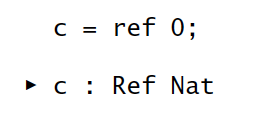 c = ref 0;
▸ c : Ref Nat